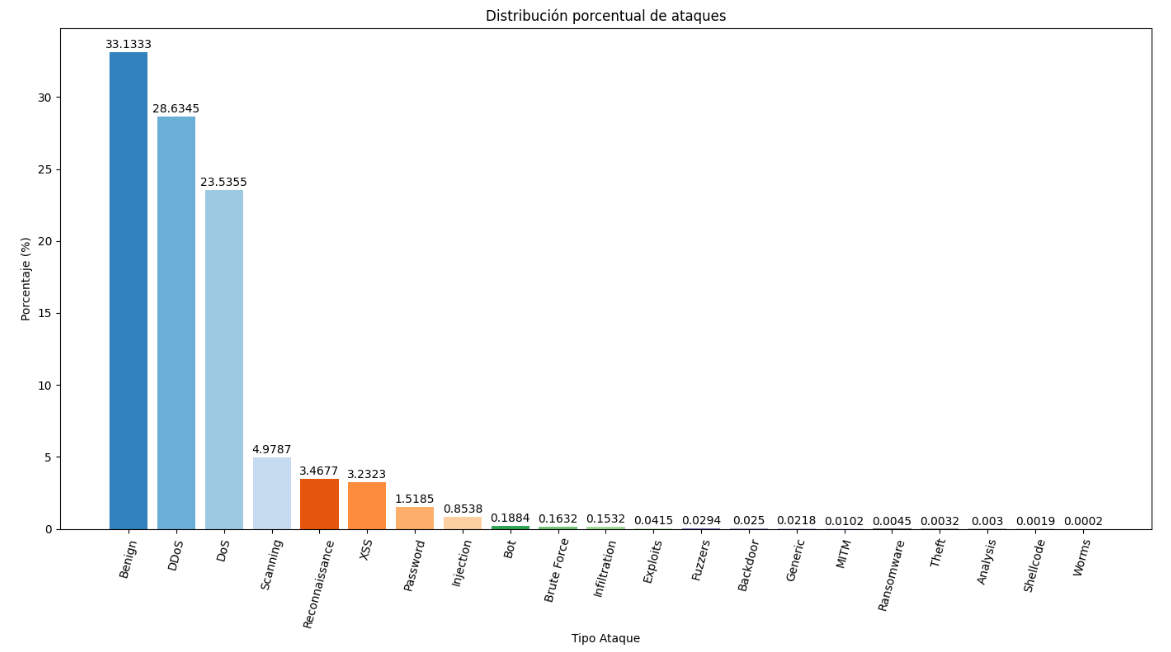 Distribución porcentual de ataques
Porcentaje (%)
30
25
20
15
10
5
0
33.1333
28.6345
23.5355
4.9787
3.4677
3.2323
1.5185
0.8538
0.1884
0.1632
0.1532
0.0415
0.0294
0.025
0.0218
0.0102
0.0045
0.0032
0.003
0.0019
0.0002
Benign
DDoS
DoS
Scanning
Reconnaissance
XSS
Password
Injection
Bot
Brute Force
Infiltration
Exploits
Fuzzers
Backdoor
Generic
MITM
Ransomware
Theft
Analysis
Shellcode
Worms
Tipo Ataque